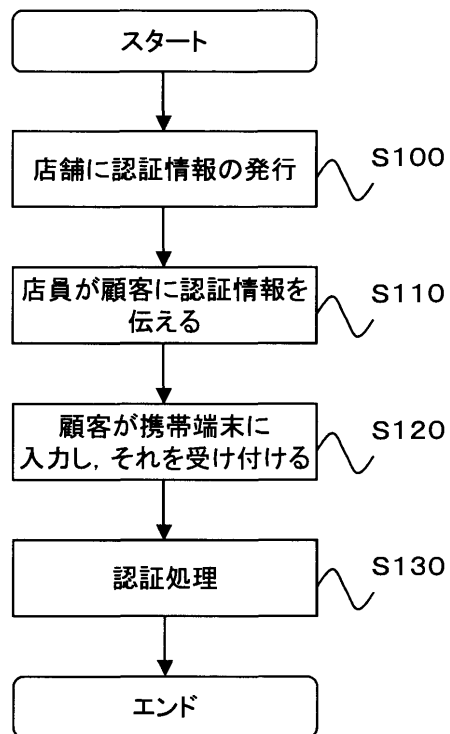 スタート
店舗に認証情報の発行
S100
店員が顧客に認証情報を
伝える
S110
顧客が携帯端末に
入力し，それを受け付ける
S120
認証処理
S130
エンド